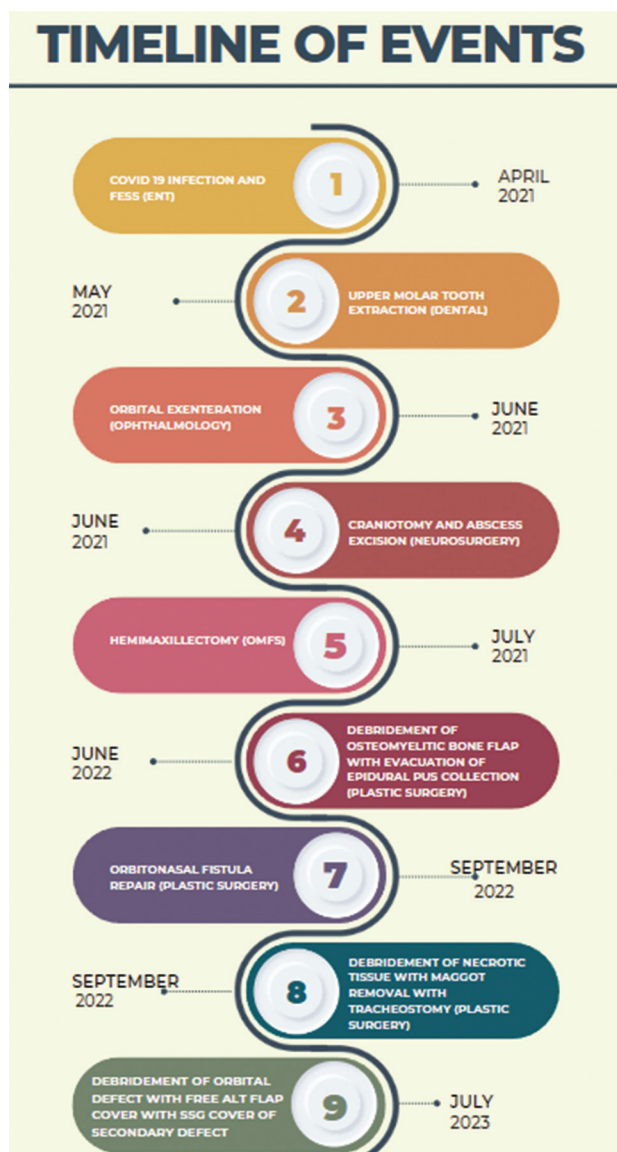 TIMELINE OF EVENTS
COVID 19 INFECTION AND
FESS (ENT)
1
APRIL
2021
MAY
2021
2
UPPER MOLAR TOOTH
EXTRACTION (DENTAL)
ORBITAL EXENTERATION
(OPHTHALMOLOGY)
3
JUNE
2021
JUNE
2021
4
CRANIOTOMY AND ABSCESS
EXCISION (NEUROSURGERY)
HEMIMAXILLECTOMY (OMFS)
5
JULY
2021
JUNE
2022
6
DEBRIDEMENT OF
OSTEOMYELITIC BONE FLAP
WITH EVACUATION OF
EPIDURAL PUS COLLECTION
(PLASTIC SURGERY)
ORBITONASAL FISTULA
REPAIR (PLASTIC SURGERY)
7
SEPTEMBER
2022
SEPTEMBER
2022
8
DEBRIDEMENT OF NECROTIC
TISSUE WITH MAGGOT
REMOVAL WITH
TRACHEOSTOMY (PLASTIC
SURGERY)
DEBRIDEMENT OF ORBITAL
DEFECT WITH FREE ALT FLAP
COVER WITH SSG COVER OF
SECONDARY DEFECT
9
JULY
2023